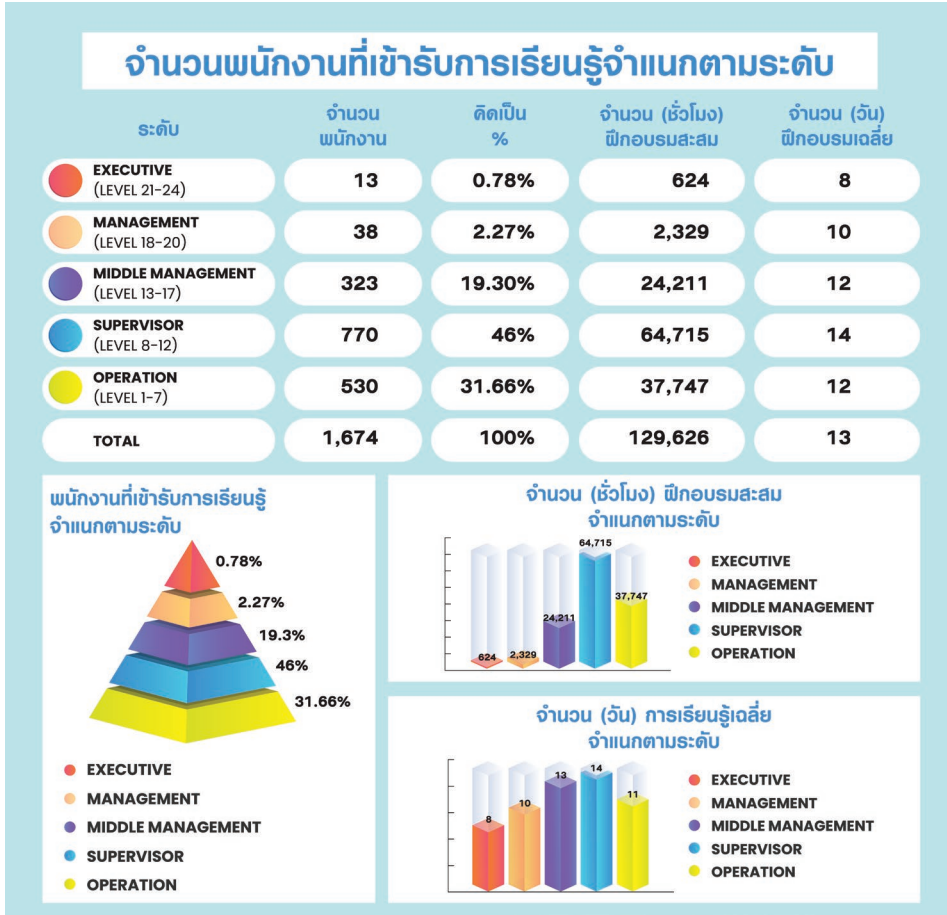 จำนวนพนักงานที่เข้ารับการเรียนรู้จำแนกตามระดับ
ระดับ
จำนวน
พนักงาน
คิดเป็น
%
จำนวน (ชั่วโมง)
ฝึกอบรมสะสม
จำนวน (วัน)
ฝึกอบรมเฉลี่ย
EXECUTIVE
(LEVEL 21-24)
13
0.78%
624
8
MANAGEMENT
(LEVEL 18-20)
38
2.27%
2,329
10
MIDDLE MANAGEMENT
(LEVEL 13-17)
323
19.30%
24,211
12
SUPERVISOR
(LEVEL 8-12)
770
46%
64,715
14
OPERATION
(LEVEL 1-7)
530
31.66%
37,747
12
TOTAL
1,674
100%
129,626
13
พนักงานที่เข้ารับการเรียนรู้
จำแนกตามระดับ
0.78%
2.27%
19.3%
46%
31.66%
EXECUTIVE
MANAGEMENT
MIDDLE MANAGEMENT
SUPERVISOR
OPERATION
จำนวน (ชั่วโมง) ฝึกอบรมสะสม
จำแนกตามระดับ
624
2,329
24,211
64,715
37,747
EXECUTIVE
MANAGEMENT
MIDDLE MANAGEMENT
SUPERVISOR
OPERATION
จำนวน (วัน) การเรียนรู้เฉลี่ย
จำแนกตามระดับ
8
10
13
14
11
EXECUTIVE
MANAGEMENT
MIDDLE MANAGEMENT
SUPERVISOR
OPERATION